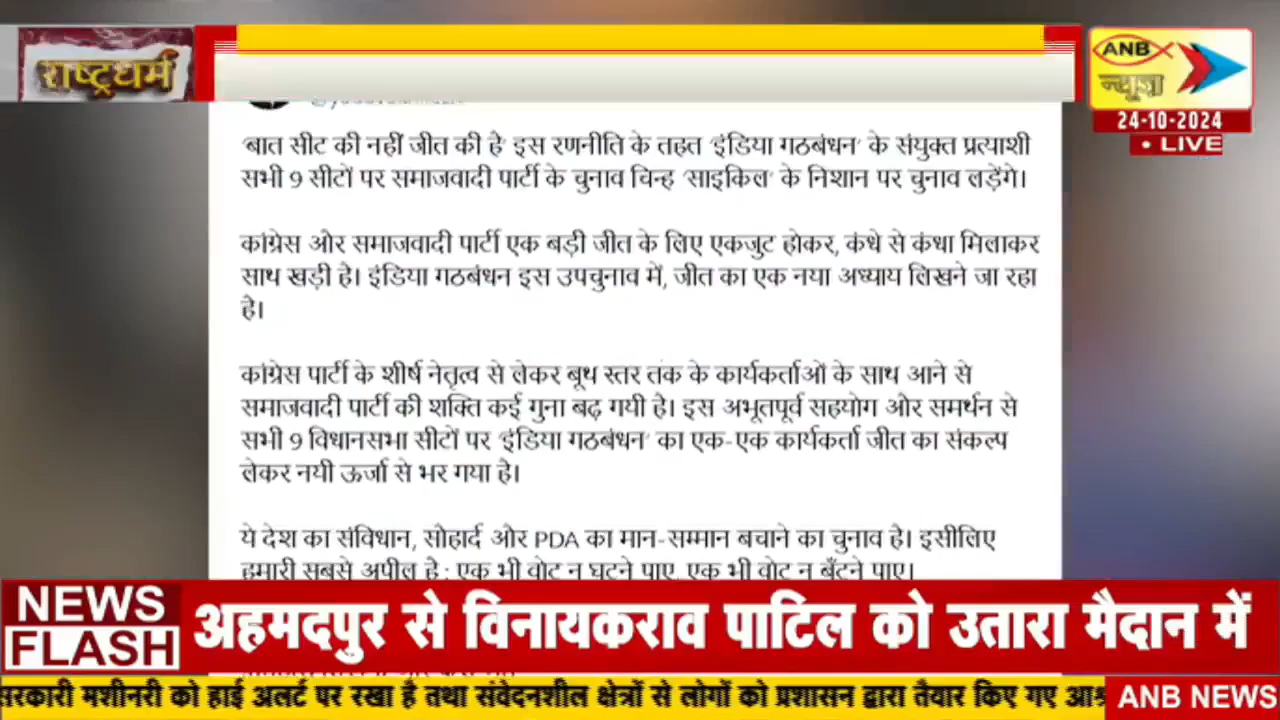 राष्ट्रधर्म
ANB
न्यूज़
24-10-2024
• LIVE
'बात सीट की नहीं जीत की है' इस रणनीति के तहत 'इंडिया गठबंधन' के संयुक्त प्रत्याशी
सभी 9 सीटों पर समाजवादी पार्टी के चुनाव चिन्ह 'साइकिल' के निशान पर चुनाव लड़ेंगे।
कांग्रेस और समाजवादी पार्टी एक बड़ी जीत के लिए एकजुट होकर, कंधे से कंधा मिलाकर
साथ खड़ी है। इंडिया गठबंधन इस उपचुनाव में, जीत का एक नया अध्याय लिखने जा रहा
है।
कांग्रेस पार्टी के शीर्ष नेतृत्व से लेकर बूथ स्तर तक के कार्यकर्ताओं के साथ आने से
समाजवादी पार्टी की शक्ति कई गुना बढ़ गयी है। इस अभूतपूर्व सहयोग और समर्थन से
सभी 9 विधानसभा सीटों पर 'इंडिया गठबंधन' का एक-एक कार्यकर्ता जीत का संकल्प
लेकर नयी ऊर्जा से भर गया है।
ये देश का संविधान, सौहार्द और PDA का मान-सम्मान बचाने का चुनाव है। इसीलिए
हमारी सबसे अपील है : एक भी वोट न घटने पाए, एक भी वोट न बँटने पाए।
NEWS
FLASH
अहमदपुर से विनायकराव पाटिल को उतारा मैदान में
सरकारी मशीनरी को हाई अलर्ट पर रखा है तथा संवेदनशील क्षेत्रों से लोगों को प्रशासन द्वारा तैयार किए गए
ANB NEWS